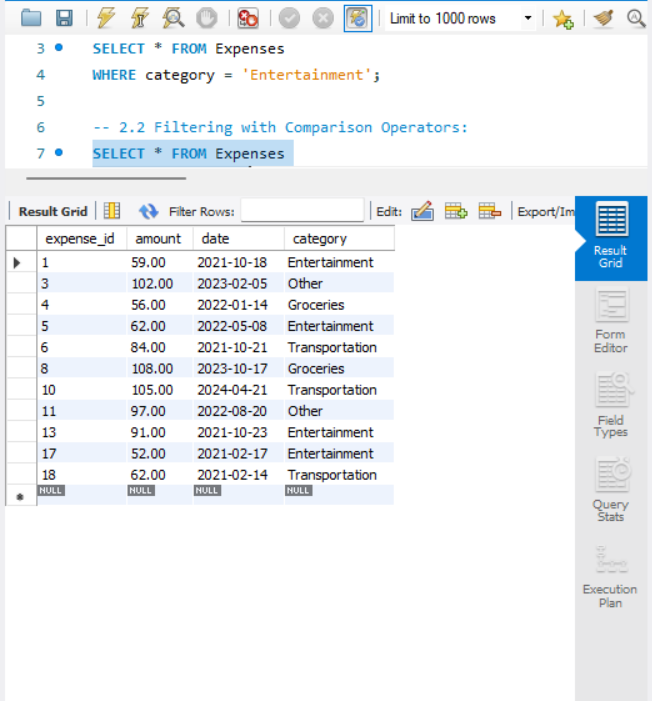 Limit to 1000 rows
3 SELECT * FROM Expenses
4 WHERE category = 'Entertainment';
5
6 -- 2.2 Filtering with Comparison Operators:
7 SELECT * FROM Expenses
Result Grid Filter Rows: Edit: Export/Im
expense_id amount date category
1 59.00 2021-10-18 Entertainment
3 102.00 2023-02-05 Other
4 56.00 2022-01-14 Groceries
5 62.00 2022-05-08 Entertainment
6 84.00 2021-10-21 Transportation
8 108.00 2023-10-17 Groceries
10 105.00 2024-04-21 Transportation
11 97.00 2022-08-20 Other
13 91.00 2021-10-23 Entertainment
17 52.00 2021-02-17 Entertainment
18 62.00 2021-02-14 Transportation
NULL NULL NULL NULL
Result
Grid
Form
Editor
Field
Types
Query
Stats
Execution
Plan